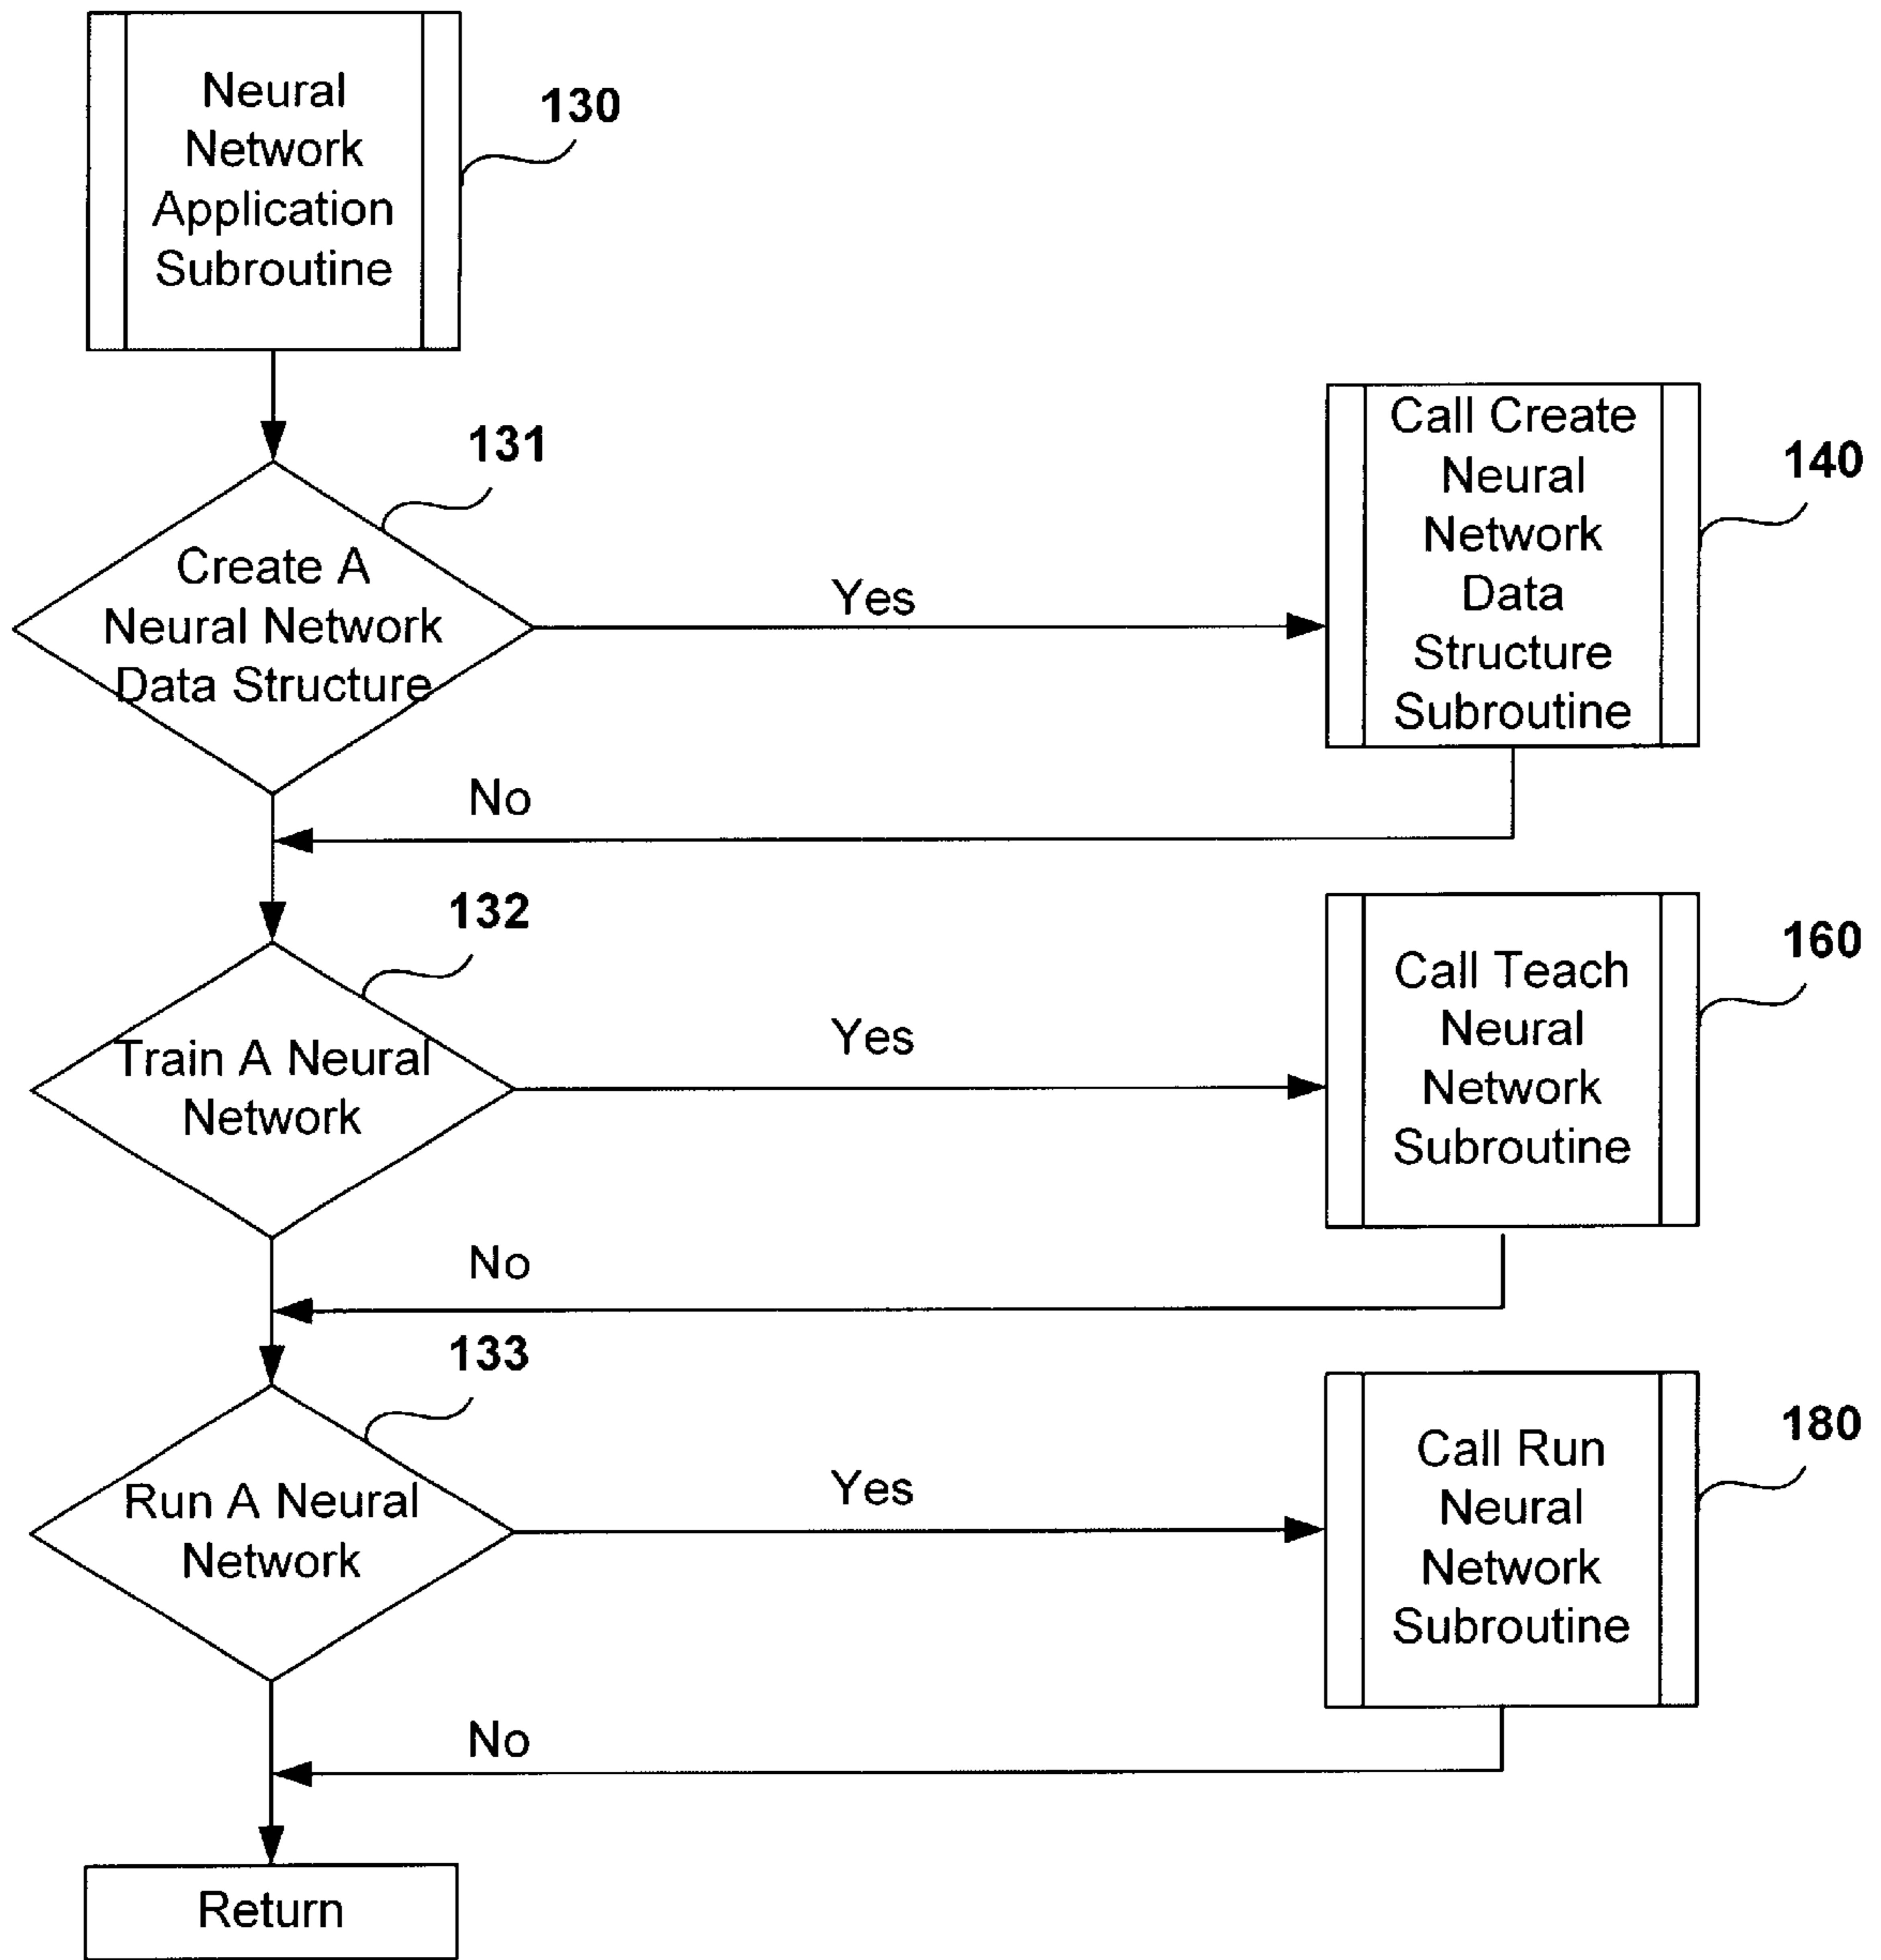 Neural
Network
Application
Subroutine
130
131
Create A
Neural Network
Data Structure
Yes
Call Create
Neural
Network
Data
Structure
Subroutine
140
No
132
Train A Neural
Network
Yes
Call Teach
Neural
Network
Subroutine
160
No
133
Run A Neural
Network
Yes
Call Run
Neural
Network
Subroutine
180
No
Return